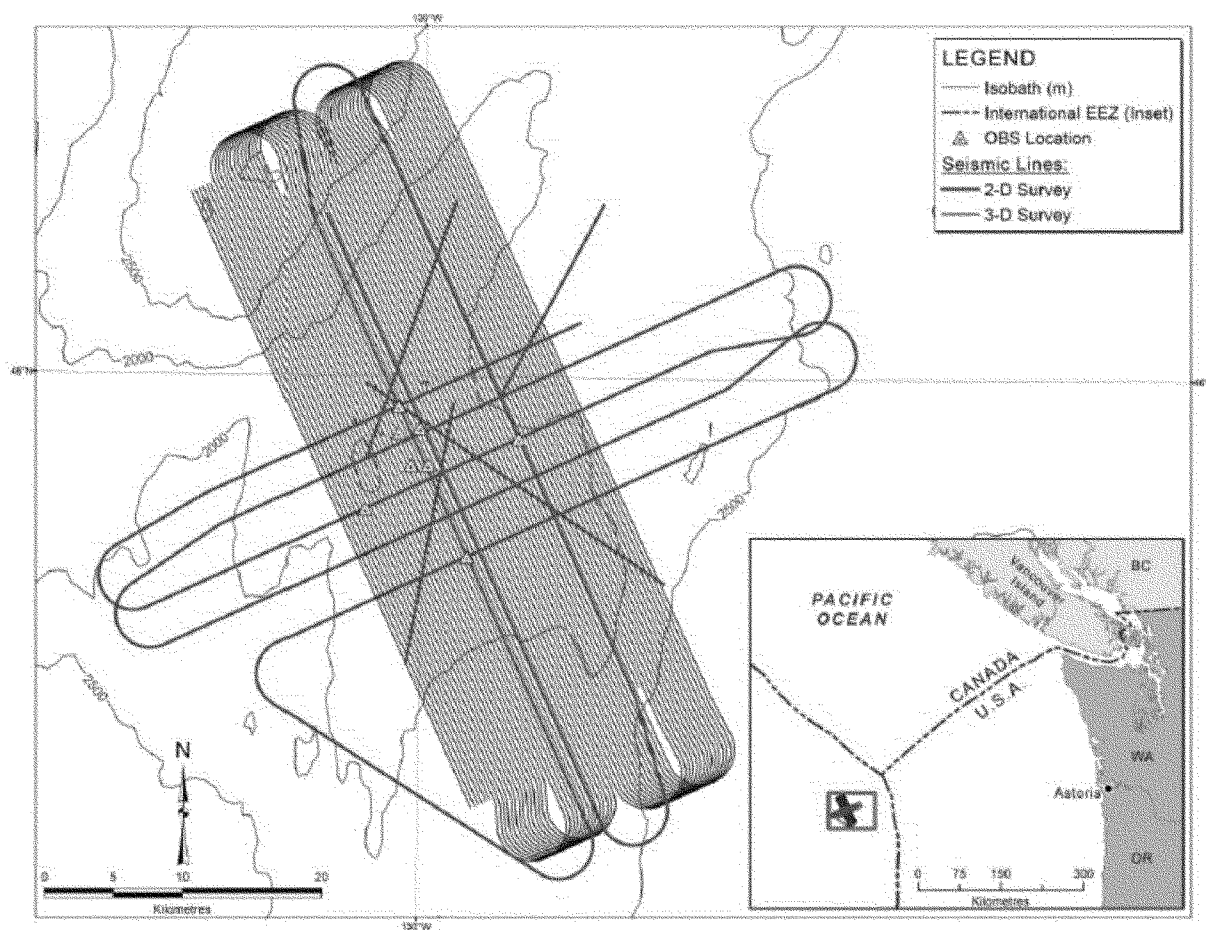 130°W
LEGEND
Isobath (m)
International EEZ (Inset)
OBS Location
Seismic Lines:
2-D Survey
3-D Survey
2500
2000
46°N
2000
2500
2500
BC
Vancouver
Island
PACIFIC
OCEAN
CANADA
U.S.A.
WA
Astoria
OR
N
0 5 10 20
Kilometres
0 75 150 300
Kilometres
130°W